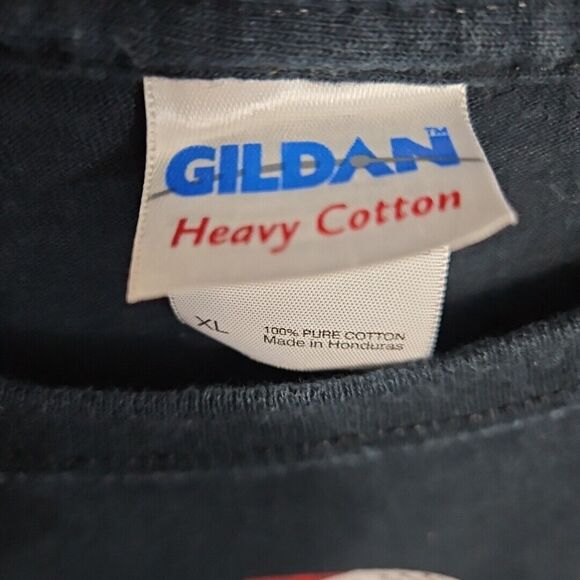 GILDAN™
Heavy Cotton
XL
100% PURE COTTON
Made in Honduras